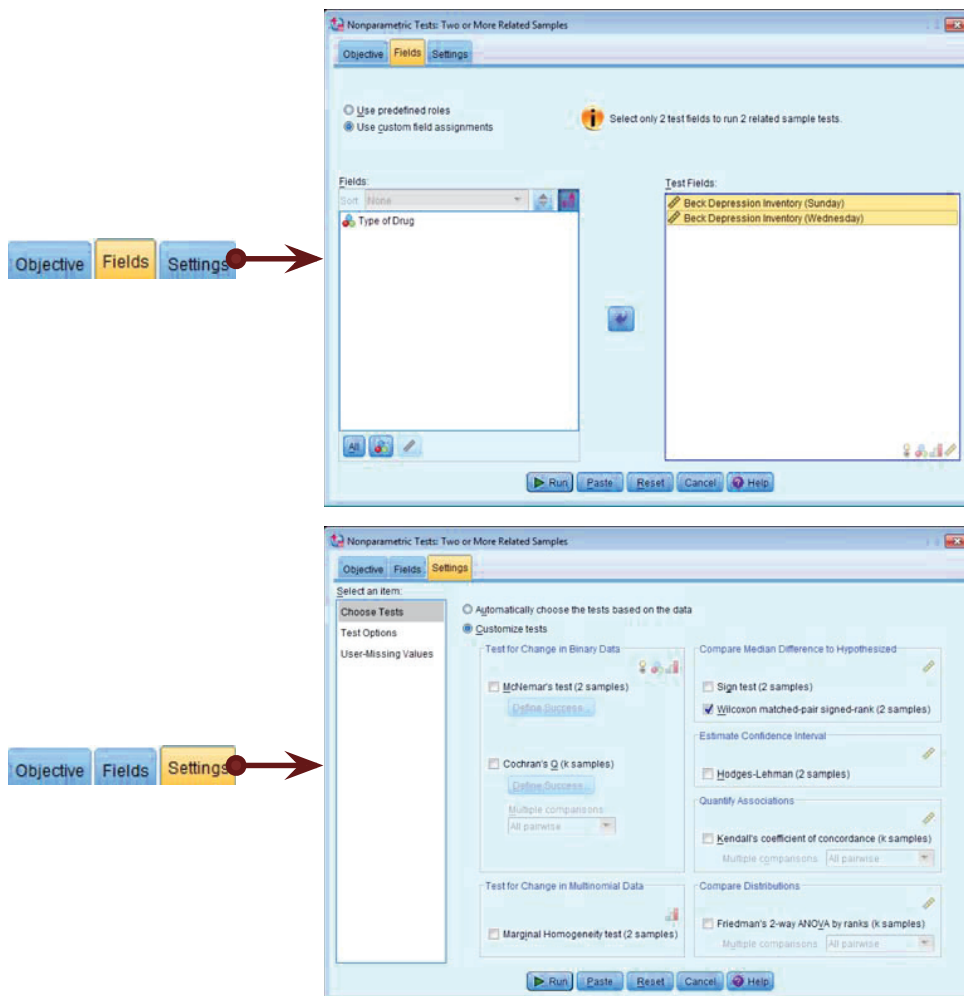 Nonparametric Tests: Two or More Related Samples
Objective Fields Settings
Use predefined roles
Use custom field assignments
Select only 2 test fields to run 2 related sample tests.
Fields:
Sort: None
Type of Drug
Test Fields:
Beck Depression Inventory (Sunday)
Beck Depression Inventory (Wednesday)
Objective Fields Settings
All
Run Paste Reset Cancel Help
Nonparametric Tests: Two or More Related Samples
Objective Fields Settings
Select an item:
Choose Tests
Test Options
User-Missing Values
Automatically choose the tests based on the data
Customize tests
Test for Change in Binary Data
McNemar's test (2 samples)
Define Success...
Cochran's Q (k samples)
Define Success...
Multiple comparisons:
All pairwise
Test for Change in Multinomial Data
Marginal Homogeneity test (2 samples)
Compare Median Difference to Hypothesized
Sign test (2 samples)
Wilcoxon matched-pair signed-rank (2 samples)
Estimate Confidence Interval
Hodges-Lehman (2 samples)
Quantify Associations
Kendall's coefficient of concordance (k samples)
Multiple comparisons: All pairwise
Compare Distributions
Friedman's 2-way ANOVA by ranks (k samples)
Multiple comparisons: All pairwise
Objective Fields Settings
Run Paste Reset Cancel Help